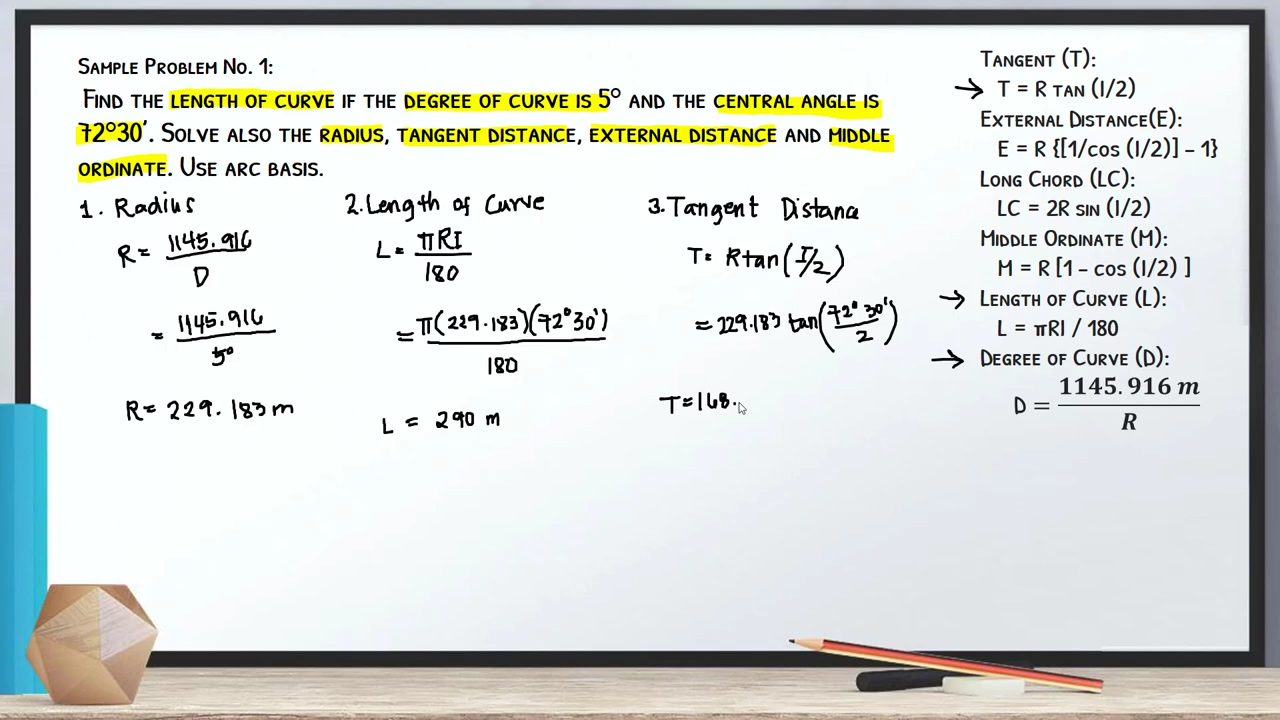 SAMPLE PROBLEM NO. 1:
FIND THE LENGTH OF CURVE IF THE DEGREE OF CURVE IS 5° AND THE CENTRAL ANGLE IS
72°30'. SOLVE ALSO THE RADIUS, TANGENT DISTANCE, EXTERNAL DISTANCE AND MIDDLE
ORDINATE. USE ARC BASIS.
1. Radius
R = 1145.916 / D
= 1145.916 / 5°
R = 229.183 m
2. Length of Curve
L = πRI / 180
= π(229.183)(72°30') / 180
L = 290 m
3. Tangent Distance
T = R tan (I/2)
= 229.183 tan (72°30' / 2)
T = 168.
TANGENT (T):
→ T = R TAN (I/2)
EXTERNAL DISTANCE(E):
E = R {[1/cos (I/2)] - 1}
LONG CHORD (LC):
LC = 2R SIN (I/2)
MIDDLE ORDINATE (M):
M = R [1 - cos (I/2) ]
→ LENGTH OF CURVE (L):
L = πRI / 180
→ DEGREE OF CURVE (D):
D = 1145.916 m / R